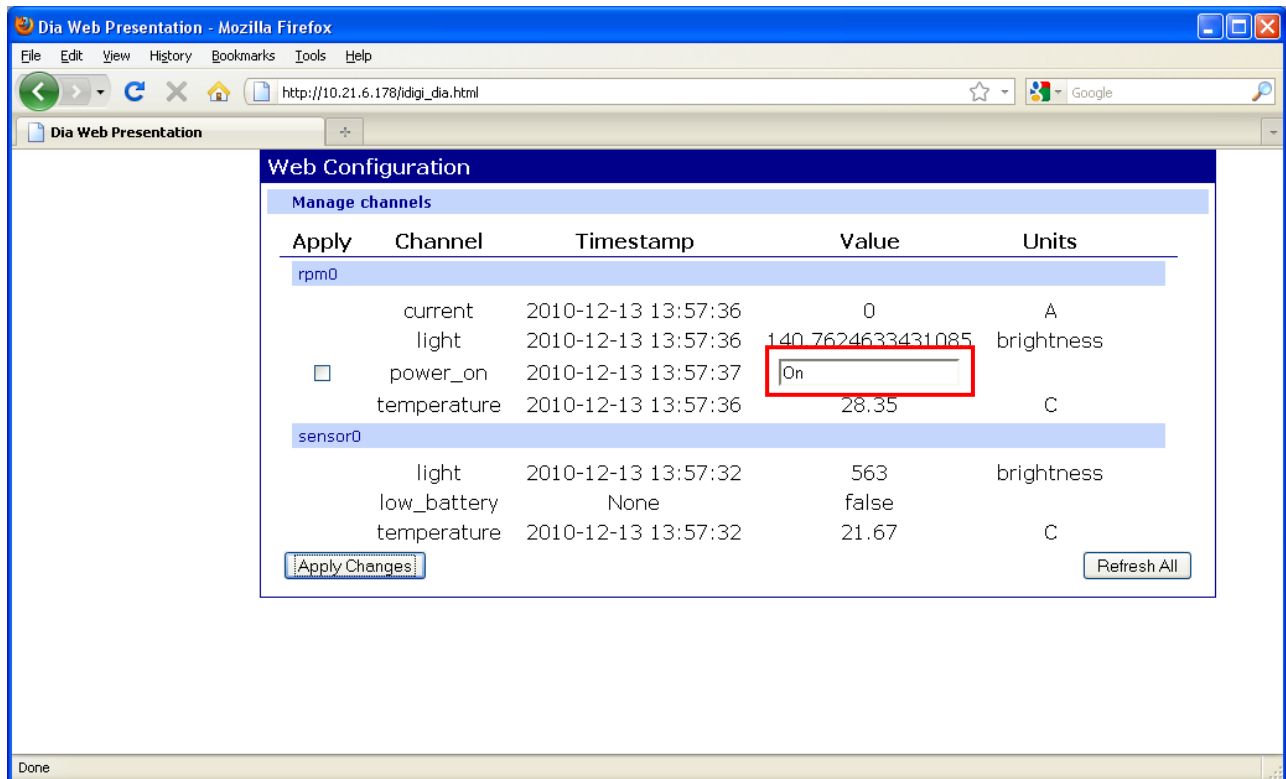 Dia Web Presentation - Mozilla Firefox
File Edit View History Bookmarks Tools Help
http://10.21.6.178/idigi_dia.html Google
Dia Web Presentation
Web Configuration
Manage channels
Apply Channel Timestamp Value Units
rpm0
current 2010-12-13 13:57:36 0 A
light 2010-12-13 13:57:36 140.7624633431085 brightness
power_on 2010-12-13 13:57:37 On
temperature 2010-12-13 13:57:36 28.35 C
sensor0
light 2010-12-13 13:57:32 563 brightness
low_battery None false
temperature 2010-12-13 13:57:32 21.67 C
Apply Changes Refresh All
Done